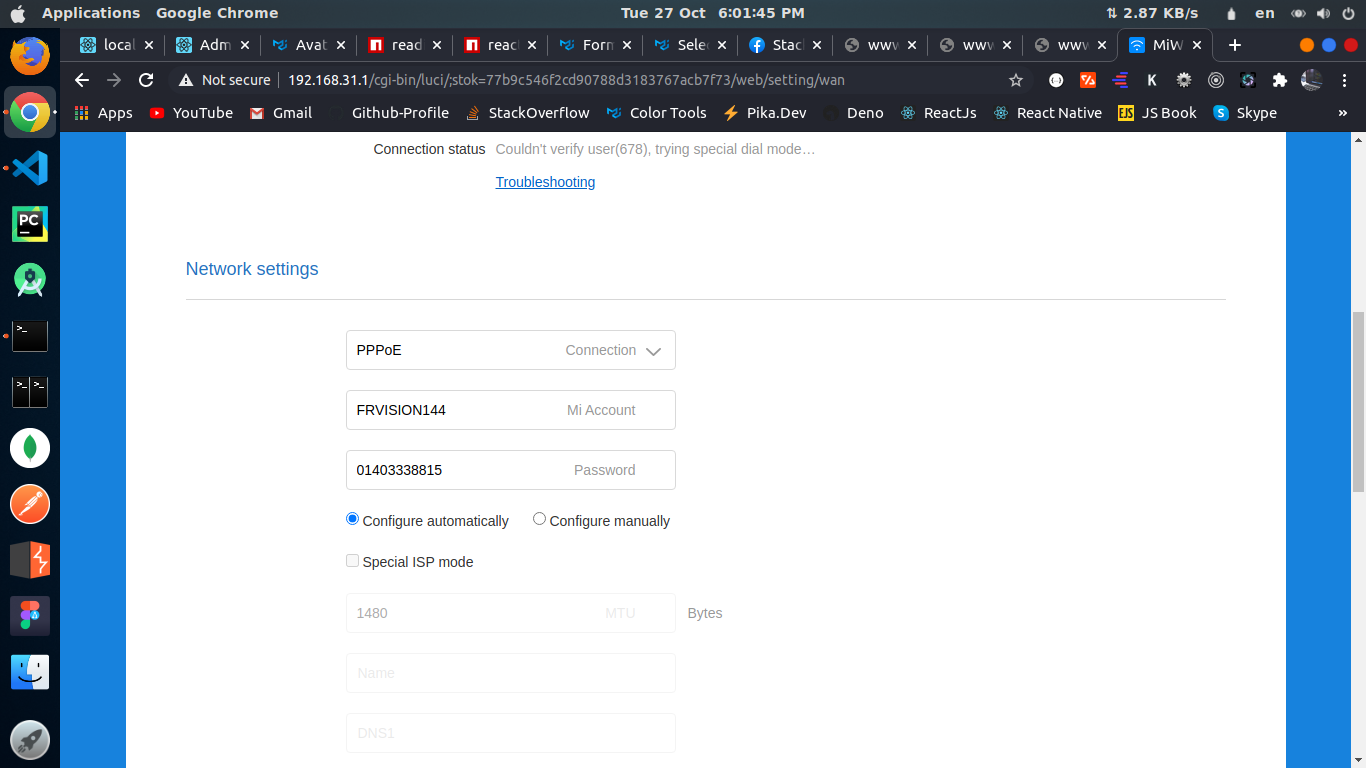 Applications Google Chrome Tue 27 Oct 6:01:45 PM 2.87 KB/s en
local Adm Avat read reac Forn Selec Stacl www www www MiW
Not secure 192.168.31.1/cgi-bin/luci/;stok=77b9c546f2cd90788d3183767acb7f73/web/setting/wan
Apps YouTube Gmail Github-Profile StackOverflow Color Tools Pika.Dev Deno ReactJs React Native JS Book Skype »
Connection status Couldn't verify user(678), trying special dial mode…
Troubleshooting
Network settings
PPPoE Connection
FRVISION144 Mi Account
01403338815 Password
Configure automatically Configure manually
Special ISP mode
1480 MTU Bytes
Name
DNS1